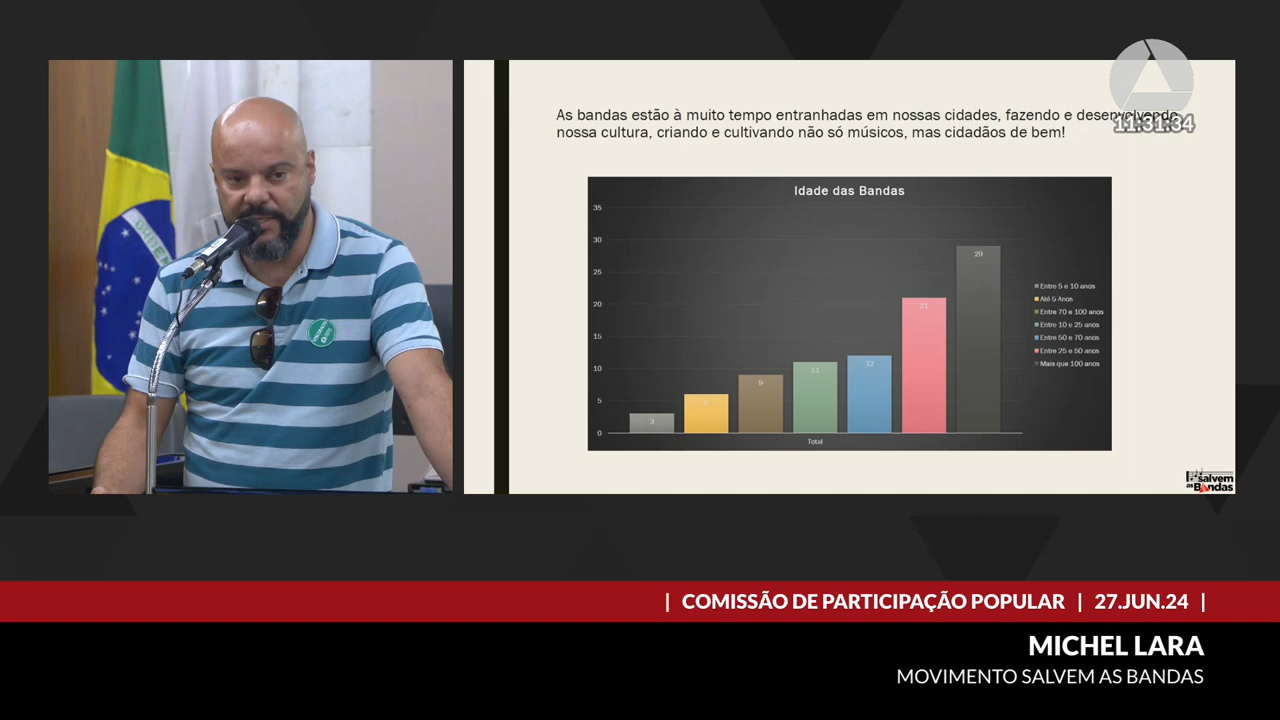 As bandas estão à muito tempo entranhadas em nossas cidades, fazendo e desenvolvendo
nossa cultura, criando e cultivando não só músicos, mas cidadãos de bem!
11:31:34
Idade das Bandas
35
30
25
20
15
10
5
0
3
9
11
12
21
29
Total
Entre 5 e 10 anos
Até 5 Anos
Entre 70 e 100 anos
Entre 10 e 25 anos
Entre 50 e 70 anos
Entre 25 e 50 anos
Mais que 100 anos
salvem
as Bandas
| COMISSÃO DE PARTICIPAÇÃO POPULAR | 27.JUN.24 |
MICHEL LARA
MOVIMENTO SALVEM AS BANDAS